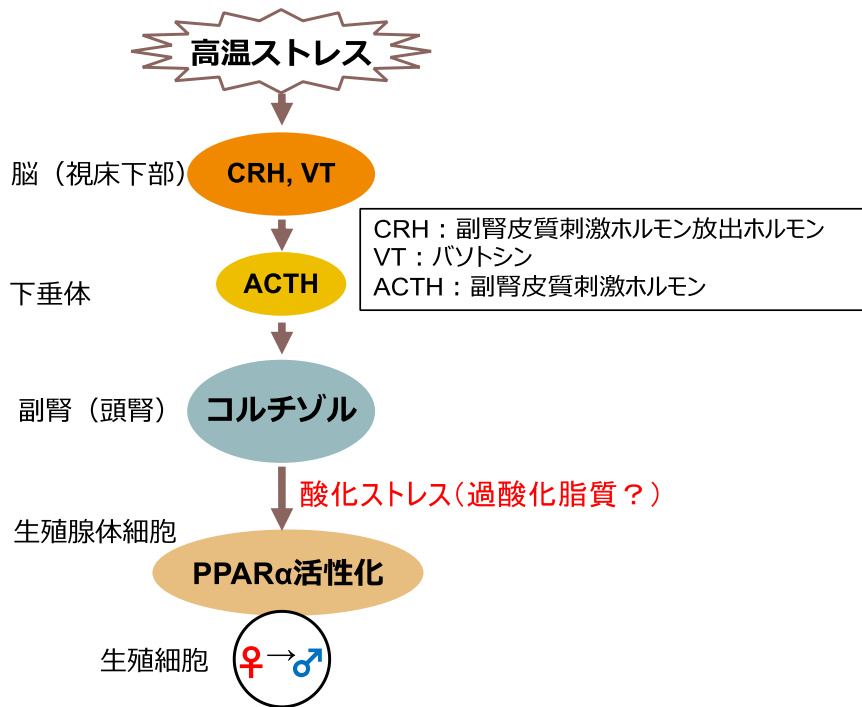 高温ストレス
脳（視床下部）
CRH, VT
CRH：副腎皮質刺激ホルモン放出ホルモン
VT：バソトシン
ACTH：副腎皮質刺激ホルモン
下垂体
ACTH
副腎（頭腎）
コルチゾル
酸化ストレス（過酸化脂質？）
生殖腺体細胞
PPARα活性化
生殖細胞
♀→♂